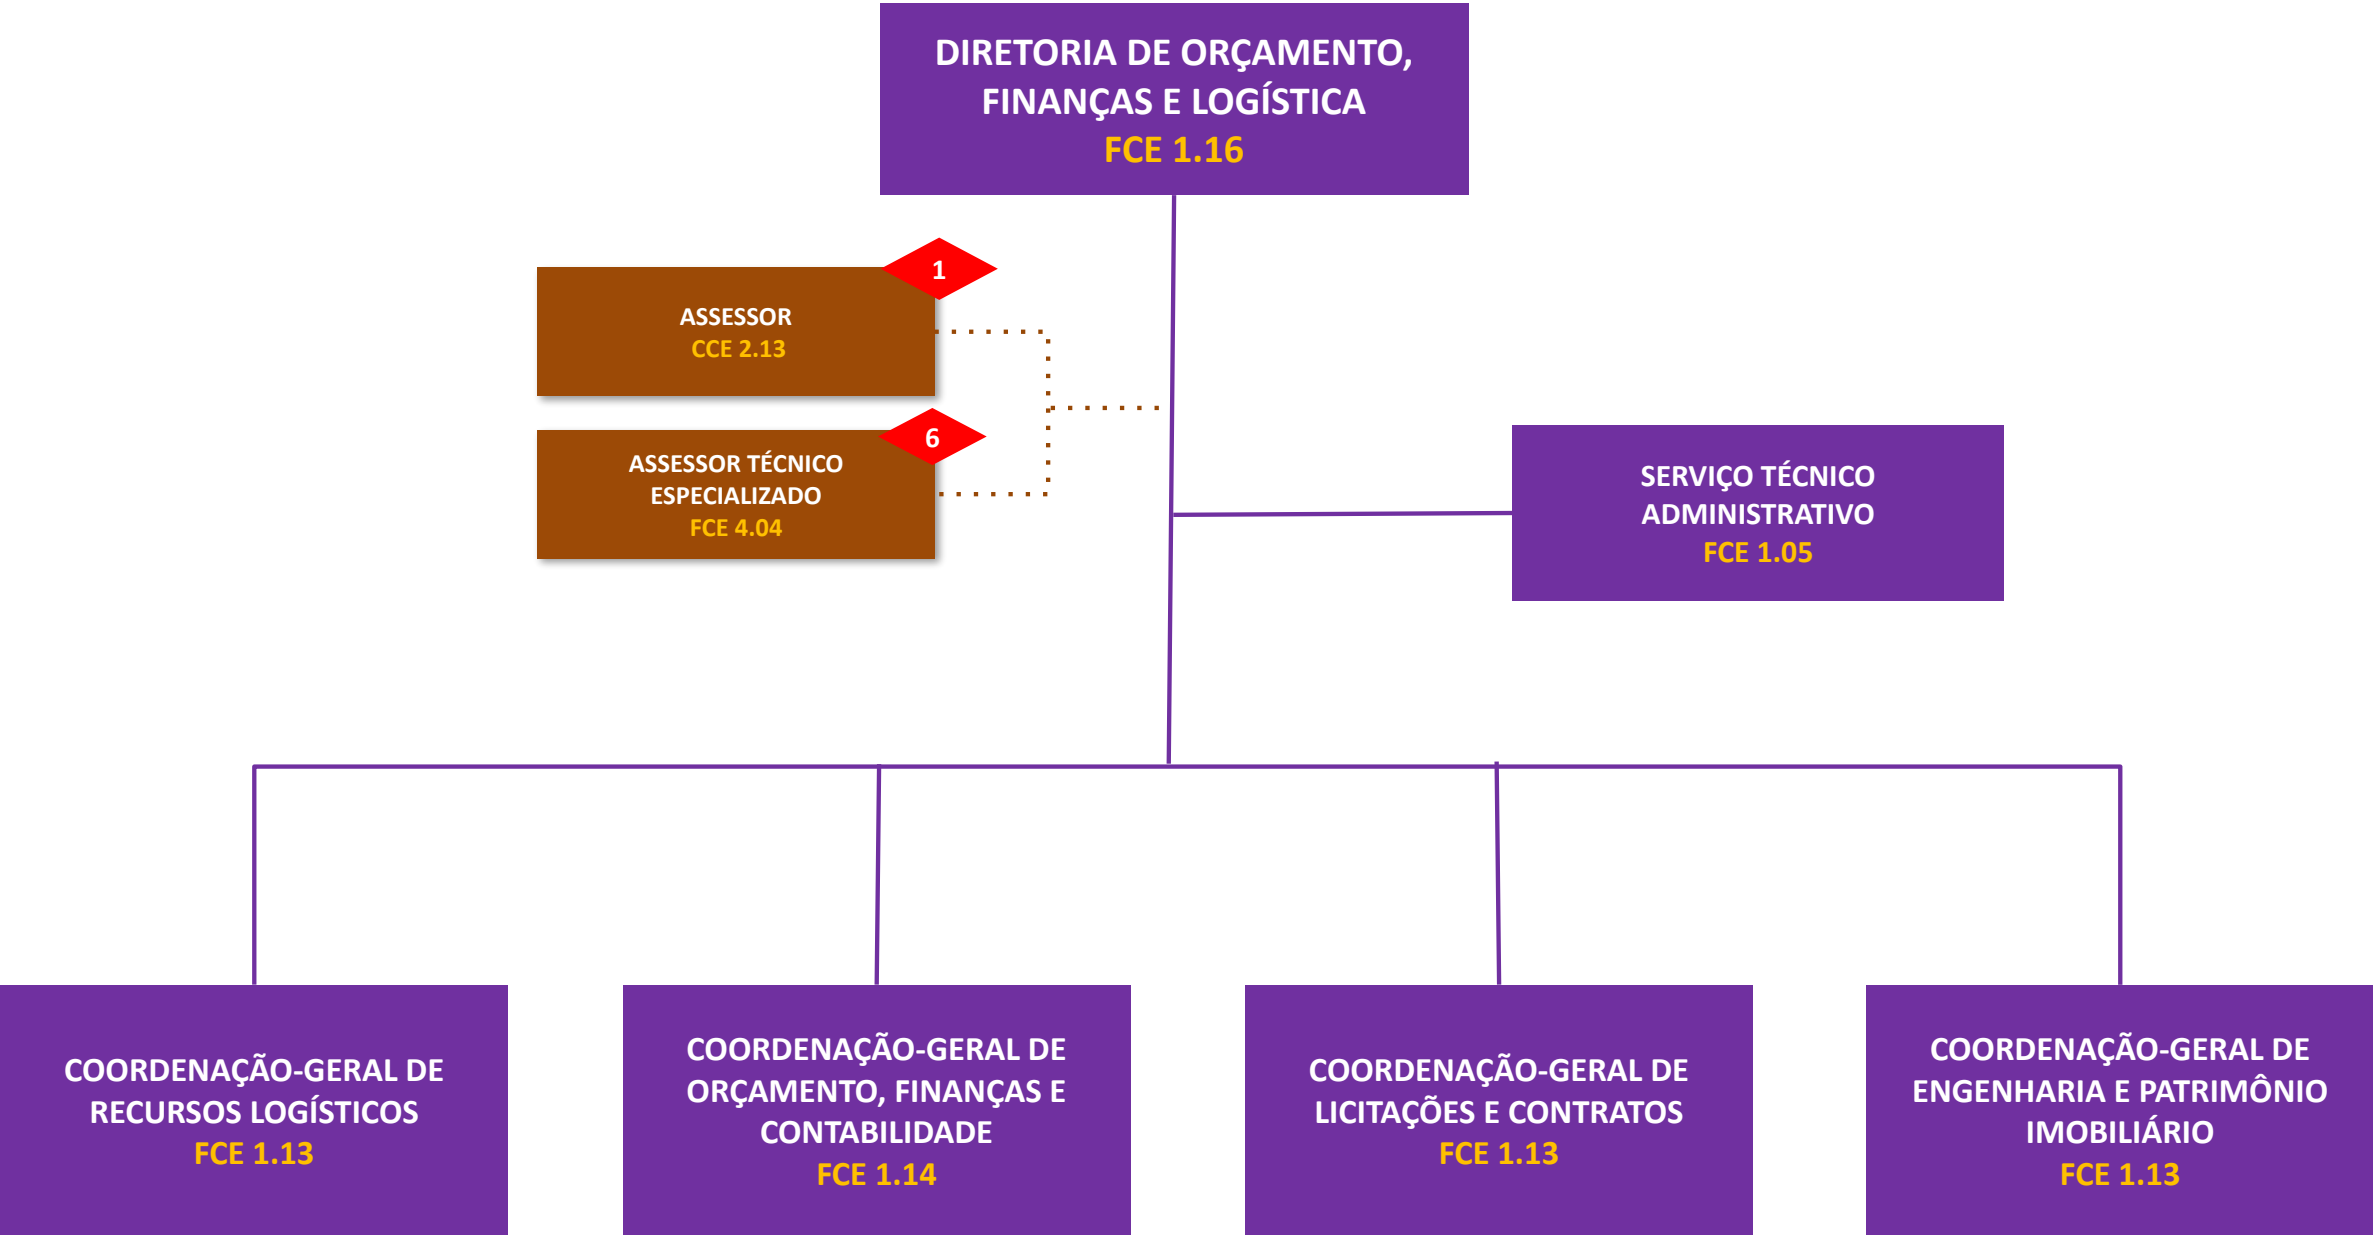 DIRETORIA DE ORÇAMENTO,
FINANÇAS E LOGÍSTICA
FCE 1.16
1
ASSESSOR
CCE 2.13
6
ASSESSOR TÉCNICO
ESPECIALIZADO
FCE 4.04
SERVIÇO TÉCNICO
ADMINISTRATIVO
FCE 1.05
COORDENAÇÃO-GERAL DE
RECURSOS LOGÍSTICOS
FCE 1.13
COORDENAÇÃO-GERAL DE
ORÇAMENTO, FINANÇAS E
CONTABILIDADE
FCE 1.14
COORDENAÇÃO-GERAL DE
LICITAÇÕES E CONTRATOS
FCE 1.13
COORDENAÇÃO-GERAL DE
ENGENHARIA E PATRIMÔNIO
IMOBILIÁRIO
FCE 1.13